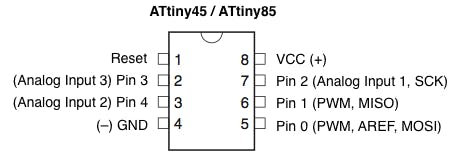 ATtiny45 / ATtiny85
Reset 1 8 VCC (+)
(Analog Input 3) Pin 3 2 7 Pin 2 (Analog Input 1, SCK)
(Analog Input 2) Pin 4 3 6 Pin 1 (PWM, MISO)
(–) GND 4 5 Pin 0 (PWM, AREF, MOSI)